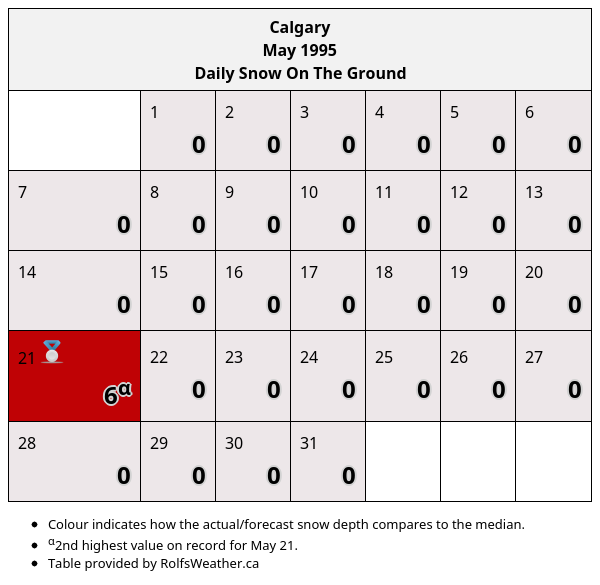 Calgary
May 1995
Daily Snow On The Ground
1 2 3 4 5 6
0 0 0 0 0 0
7 8 9 10 11 12 13
0 0 0 0 0 0 0
14 15 16 17 18 19 20
0 0 0 0 0 0 0
21 22 23 24 25 26 27
6α 0 0 0 0 0 0
28 29 30 31
0 0 0 0
• Colour indicates how the actual/forecast snow depth compares to the median.
• α2nd highest value on record for May 21.
• Table provided by RolfsWeather.ca